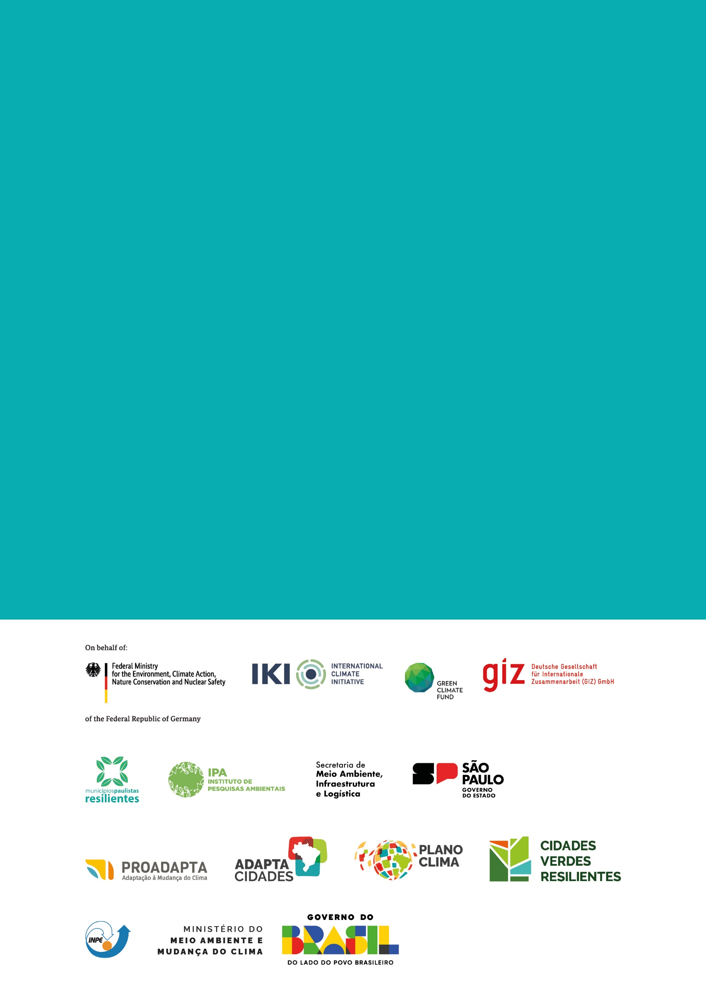 On behalf of:
Federal Ministry
for the Environment, Climate Action,
Nature Conservation and Nuclear Safety
of the Federal Republic of Germany
IKI
INTERNATIONAL
CLIMATE
INITIATIVE
GREEN
CLIMATE
FUND
giz
Deutsche Gesellschaft
für Internationale
Zusammenarbeit (GIZ) GmbH
municípiospaulistas
resilientes
IPA
INSTITUTO DE
PESQUISAS AMBIENTAIS
Secretaria de
Meio Ambiente,
Infraestrutura
e Logística
SP
SÃO
PAULO
GOVERNO
DO ESTADO
PROADAPTA
Adaptação à Mudança do Clima
ADAPTA
CIDADES
PLANO
CLIMA
CIDADES
VERDES
RESILIENTES
INPE
MINISTÉRIO DO
MEIO AMBIENTE E
MUDANÇA DO CLIMA
GOVERNO DO
BRASIL
DO LADO DO POVO BRASILEIRO